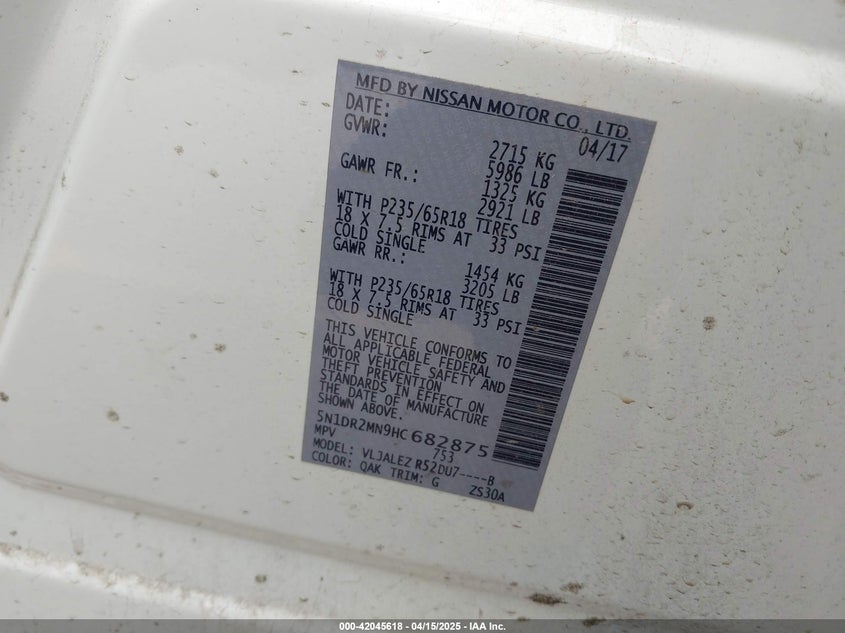 MFD BY NISSAN MOTOR CO., LTD.
DATE: 04/17
GVWR: 2715 KG
5986 LB
GAWR FR.: 1325 KG
2921 LB
WITH P235/65R18 TIRES
18 X 7.5 RIMS AT 33 PSI
COLD SINGLE
GAWR RR.: 1454 KG
3205 LB
WITH P235/65R18 TIRES
18 X 7.5 RIMS AT 33 PSI
COLD SINGLE
THIS VEHICLE CONFORMS TO
ALL APPLICABLE FEDERAL
MOTOR VEHICLE SAFETY AND
THEFT PREVENTION
STANDARDS IN EFFECT ON
THE DATE OF MANUFACTURE
SHOWN ABOVE.
5N1DR2MN9HC682875
MPV 753
MODEL: VLJALEZ R52DU7----B
COLOR: QAK TRIM: G ZS30A
000-42045618 - 04/15/2025 - IAA Inc.